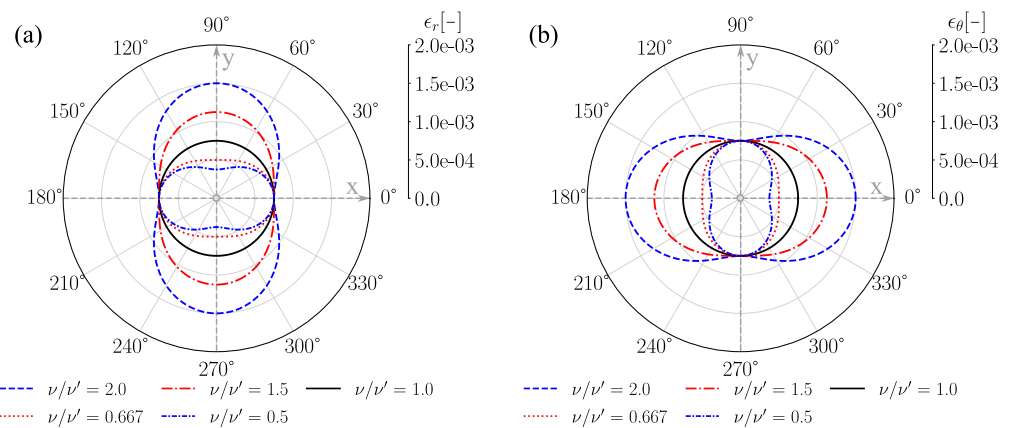 (a)
90°
ϵr[−]
120°
60°
2.0e-03
y
150°
30°
1.5e-03
1.0e-03
5.0e-04
180°
x
0°
0.0
210°
330°
240°
300°
270°
ν/ν′ = 2.0
ν/ν′ = 1.5
ν/ν′ = 1.0
ν/ν′ = 0.667
ν/ν′ = 0.5
(b)
90°
ϵθ[−]
120°
60°
2.0e-03
y
150°
30°
1.5e-03
1.0e-03
5.0e-04
180°
x
0°
0.0
210°
330°
240°
300°
270°
ν/ν′ = 2.0
ν/ν′ = 1.5
ν/ν′ = 1.0
ν/ν′ = 0.667
ν/ν′ = 0.5